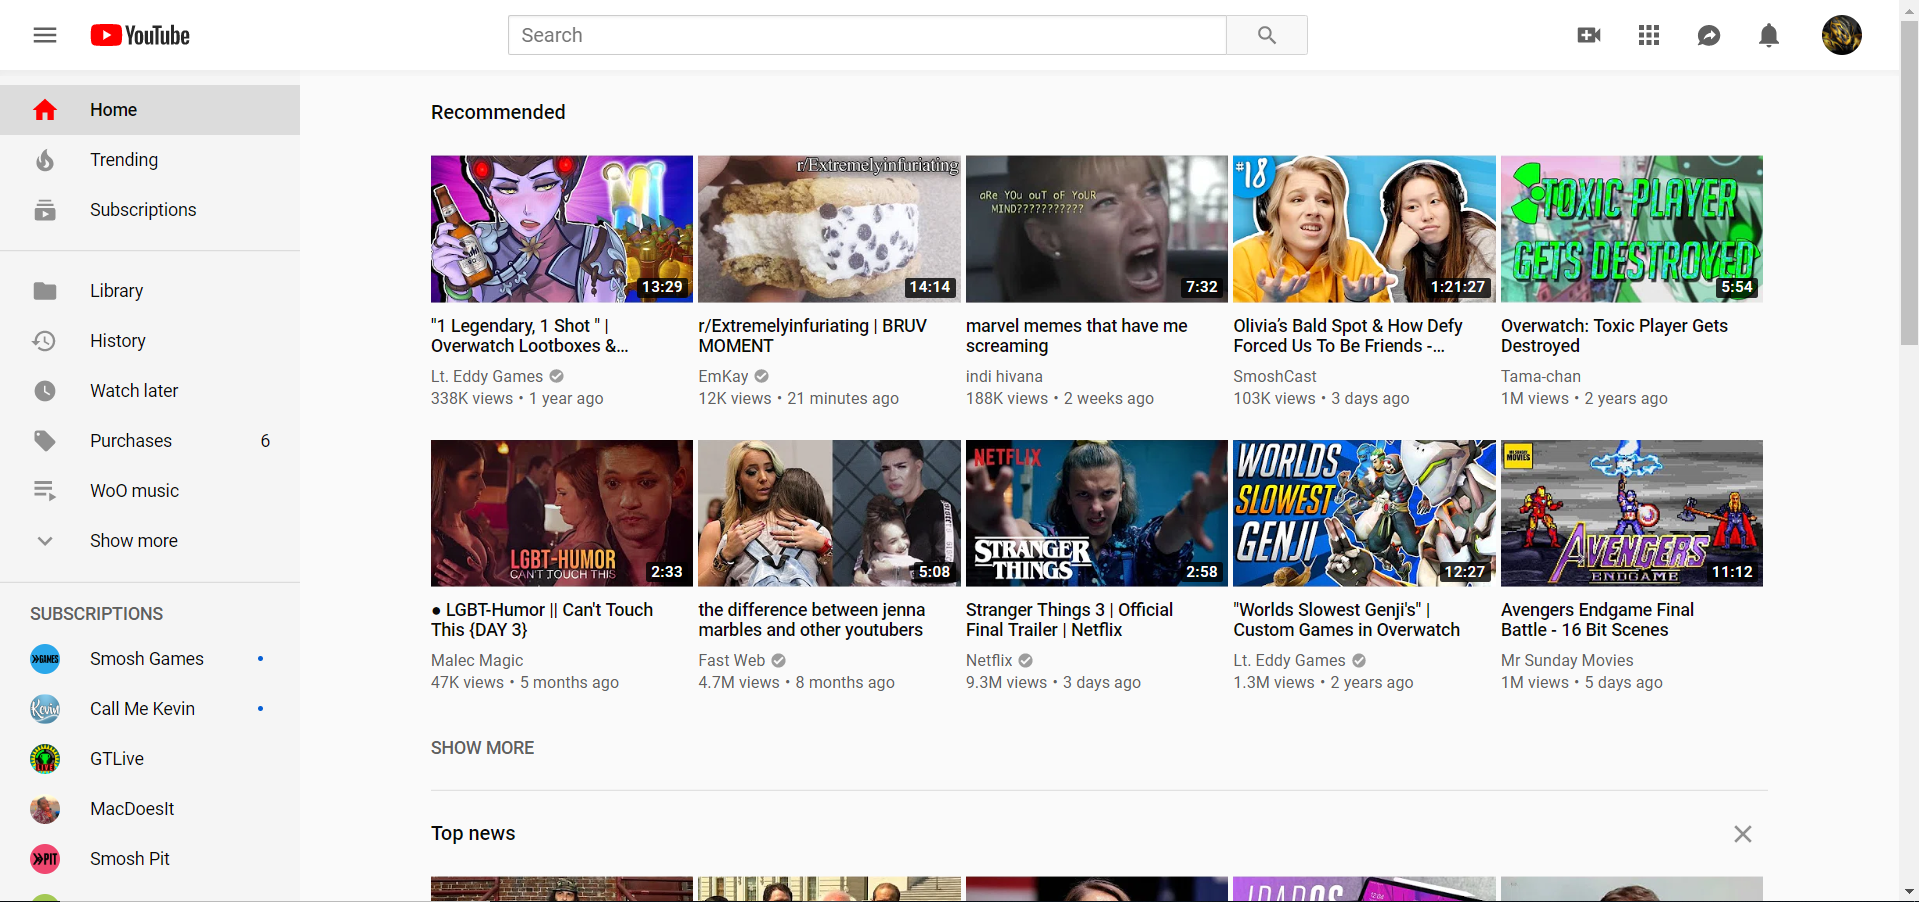 YouTube
Search
Home
Trending
Subscriptions
Library
History
Watch later
Purchases 6
WoO music
Show more
SUBSCRIPTIONS
Smosh Games
Call Me Kevin
GTLive
MacDoesIt
Smosh Pit
Recommended
13:29
"1 Legendary, 1 Shot " |
Overwatch Lootboxes &...
Lt. Eddy Games
338K views • 1 year ago
r/Extremelyinfuriating
14:14
r/Extremelyinfuriating | BRUV
MOMENT
EmKay
12K views • 21 minutes ago
aRe YOu ouT oF YoUR
MIND???????????
7:32
marvel memes that have me
screaming
indi hivana
188K views • 2 weeks ago
#18
1:21:27
Olivia’s Bald Spot & How Defy
Forced Us To Be Friends -...
SmoshCast
103K views • 3 days ago
TOXIC PLAYER
GETS DESTROYED
5:54
Overwatch: Toxic Player Gets
Destroyed
Tama-chan
1M views • 2 years ago
LGBT-HUMOR
CAN'T TOUCH THIS
2:33
● LGBT-Humor || Can't Touch
This {DAY 3}
Malec Magic
47K views • 5 months ago
5:08
the difference between jenna
marbles and other youtubers
Fast Web
4.7M views • 8 months ago
NETFLIX
STRANGER
THINGS
2:58
Stranger Things 3 | Official
Final Trailer | Netflix
Netflix
9.3M views • 3 days ago
WORLDS
SLOWEST
GENJI
12:27
"Worlds Slowest Genji's" |
Custom Games in Overwatch
Lt. Eddy Games
1.3M views • 2 years ago
MR SUNDAY
MOVIES
AVENGERS
ENDGAME
11:12
Avengers Endgame Final
Battle - 16 Bit Scenes
Mr Sunday Movies
1M views • 5 days ago
SHOW MORE
Top news